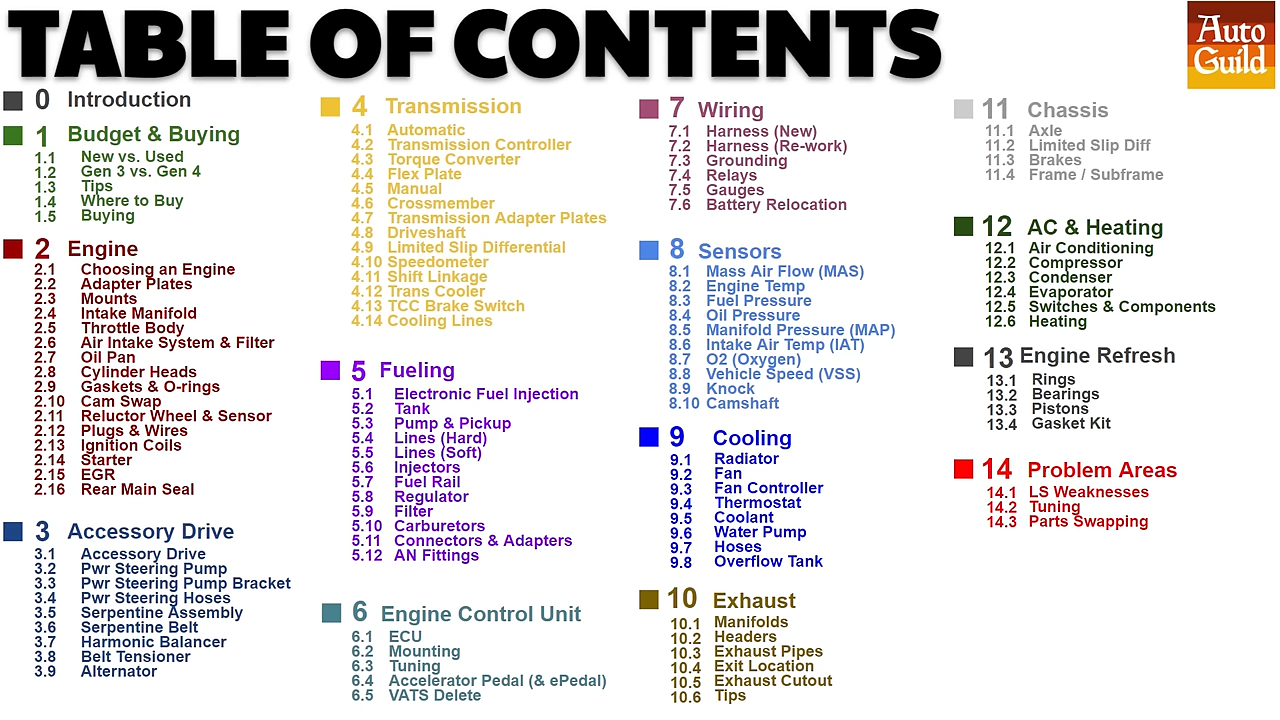 TABLE OF CONTENTS
Auto
Guild
0 Introduction
1 Budget & Buying
1.1 New vs. Used
1.2 Gen 3 vs. Gen 4
1.3 Tips
1.4 Where to Buy
1.5 Buying
2 Engine
2.1 Choosing an Engine
2.2 Adapter Plates
2.3 Mounts
2.4 Intake Manifold
2.5 Throttle Body
2.6 Air Intake System & Filter
2.7 Oil Pan
2.8 Cylinder Heads
2.9 Gaskets & O-rings
2.10 Cam Swap
2.11 Reluctor Wheel & Sensor
2.12 Plugs & Wires
2.13 Ignition Coils
2.14 Starter
2.15 EGR
2.16 Rear Main Seal
3 Accessory Drive
3.1 Accessory Drive
3.2 Pwr Steering Pump
3.3 Pwr Steering Pump Bracket
3.4 Pwr Steering Hoses
3.5 Serpentine Assembly
3.6 Serpentine Belt
3.7 Harmonic Balancer
3.8 Belt Tensioner
3.9 Alternator
4 Transmission
4.1 Automatic
4.2 Transmission Controller
4.3 Torque Converter
4.4 Flex Plate
4.5 Manual
4.6 Crossmember
4.7 Transmission Adapter Plates
4.8 Driveshaft
4.9 Limited Slip Differential
4.10 Speedometer
4.11 Shift Linkage
4.12 Trans Cooler
4.13 TCC Brake Switch
4.14 Cooling Lines
5 Fueling
5.1 Electronic Fuel Injection
5.2 Tank
5.3 Pump & Pickup
5.4 Lines (Hard)
5.5 Lines (Soft)
5.6 Injectors
5.7 Fuel Rail
5.8 Regulator
5.9 Filter
5.10 Carburetors
5.11 Connectors & Adapters
5.12 AN Fittings
6 Engine Control Unit
6.1 ECU
6.2 Mounting
6.3 Tuning
6.4 Accelerator Pedal (& ePedal)
6.5 VATS Delete
7 Wiring
7.1 Harness (New)
7.2 Harness (Re-work)
7.3 Grounding
7.4 Relays
7.5 Gauges
7.6 Battery Relocation
8 Sensors
8.1 Mass Air Flow (MAS)
8.2 Engine Temp
8.3 Fuel Pressure
8.4 Oil Pressure
8.5 Manifold Pressure (MAP)
8.6 Intake Air Temp (IAT)
8.7 O2 (Oxygen)
8.8 Vehicle Speed (VSS)
8.9 Knock
8.10 Camshaft
9 Cooling
9.1 Radiator
9.2 Fan
9.3 Fan Controller
9.4 Thermostat
9.5 Coolant
9.6 Water Pump
9.7 Hoses
9.8 Overflow Tank
10 Exhaust
10.1 Manifolds
10.2 Headers
10.3 Exhaust Pipes
10.4 Exit Location
10.5 Exhaust Cutout
10.6 Tips
11 Chassis
11.1 Axle
11.2 Limited Slip Diff
11.3 Brakes
11.4 Frame / Subframe
12 AC & Heating
12.1 Air Conditioning
12.2 Compressor
12.3 Condenser
12.4 Evaporator
12.5 Switches & Components
12.6 Heating
13 Engine Refresh
13.1 Rings
13.2 Bearings
13.3 Pistons
13.4 Gasket Kit
14 Problem Areas
14.1 LS Weaknesses
14.2 Tuning
14.3 Parts Swapping